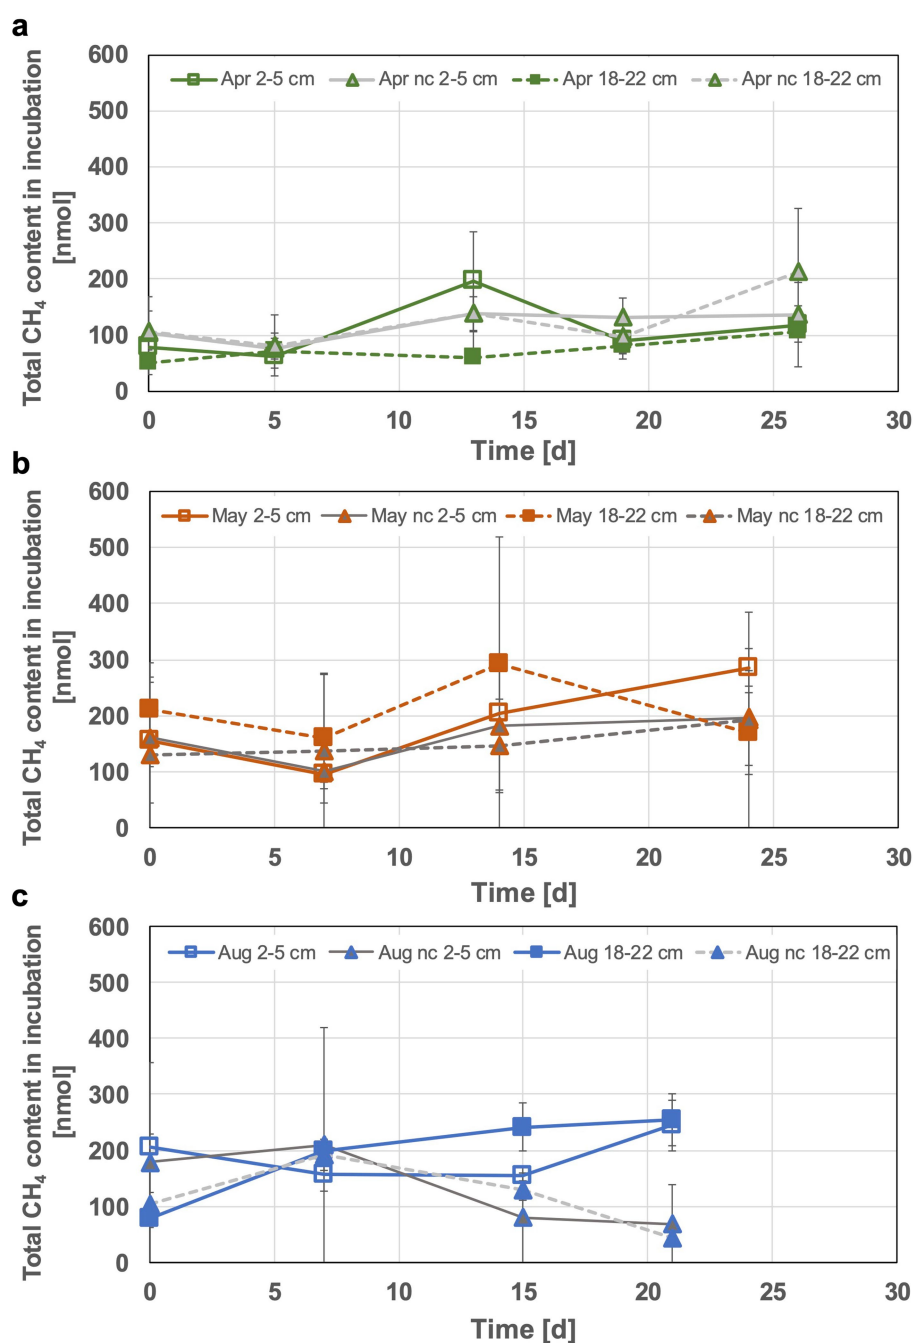 a
Total CH₄ content in incubation
[nmol]
600
500
400
300
200
100
0
Apr 2-5 cm Apr nc 2-5 cm Apr 18-22 cm Apr nc 18-22 cm
0 5 10 15 20 25 30
Time [d]
b
Total CH₄ content in incubation
[nmol]
600
500
400
300
200
100
0
May 2-5 cm May nc 2-5 cm May 18-22 cm May nc 18-22 cm
0 5 10 15 20 25 30
Time [d]
c
Total CH₄ content in incubation
[nmol]
600
500
400
300
200
100
0
Aug 2-5 cm Aug nc 2-5 cm Aug 18-22 cm Aug nc 18-22 cm
0 5 10 15 20 25 30
Time [d]